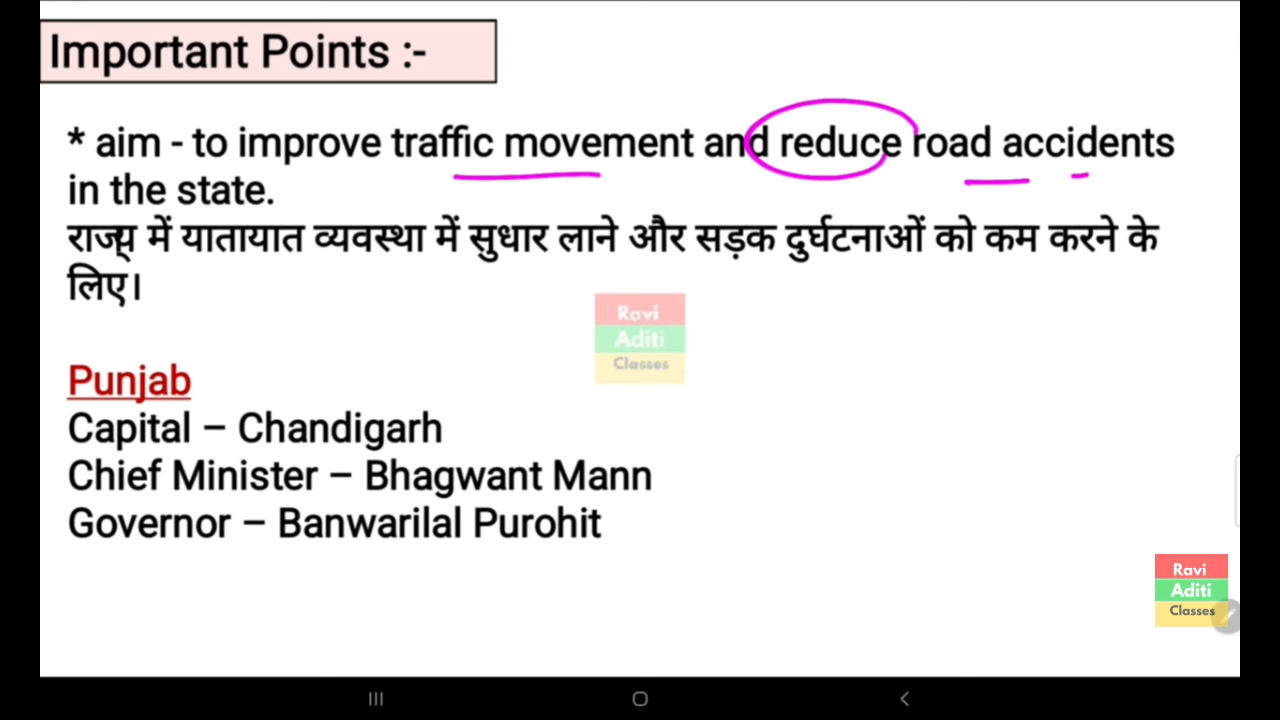 Important Points :-
* aim - to improve traffic movement and reduce road accidents
in the state.
राज्य में यातायात व्यवस्था में सुधार लाने और सड़क दुर्घटनाओं को कम करने के
लिए।
Ravi
Aditi
Classes
Punjab
Capital – Chandigarh
Chief Minister – Bhagwant Mann
Governor – Banwarilal Purohit
Ravi
Aditi
Classes